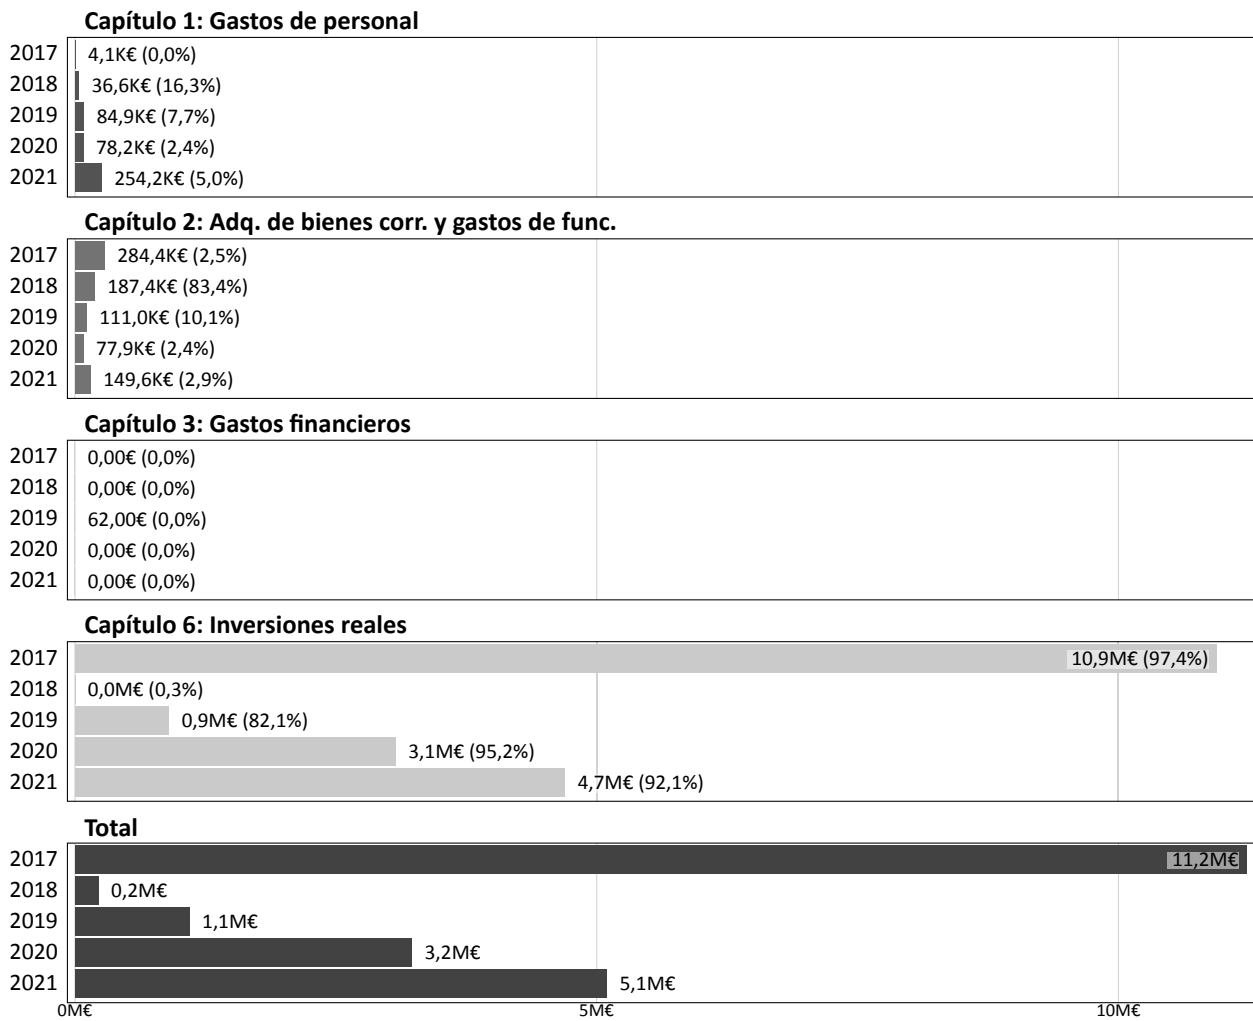 Capítulo 1: Gastos de personal
2017 4,1K€ (0,0%)
2018 36,6K€ (16,3%)
2019 84,9K€ (7,7%)
2020 78,2K€ (2,4%)
2021 254,2K€ (5,0%)
Capítulo 2: Adq. de bienes corr. y gastos de func.
2017 284,4K€ (2,5%)
2018 187,4K€ (83,4%)
2019 111,0K€ (10,1%)
2020 77,9K€ (2,4%)
2021 149,6K€ (2,9%)
Capítulo 3: Gastos financieros
2017 0,00€ (0,0%)
2018 0,00€ (0,0%)
2019 62,00€ (0,0%)
2020 0,00€ (0,0%)
2021 0,00€ (0,0%)
Capítulo 6: Inversiones reales
2017 10,9M€ (97,4%)
2018 0,0M€ (0,3%)
2019 0,9M€ (82,1%)
2020 3,1M€ (95,2%)
2021 4,7M€ (92,1%)
Total
2017 11,2M€
2018 0,2M€
2019 1,1M€
2020 3,2M€
2021 5,1M€
0M€ 5M€ 10M€